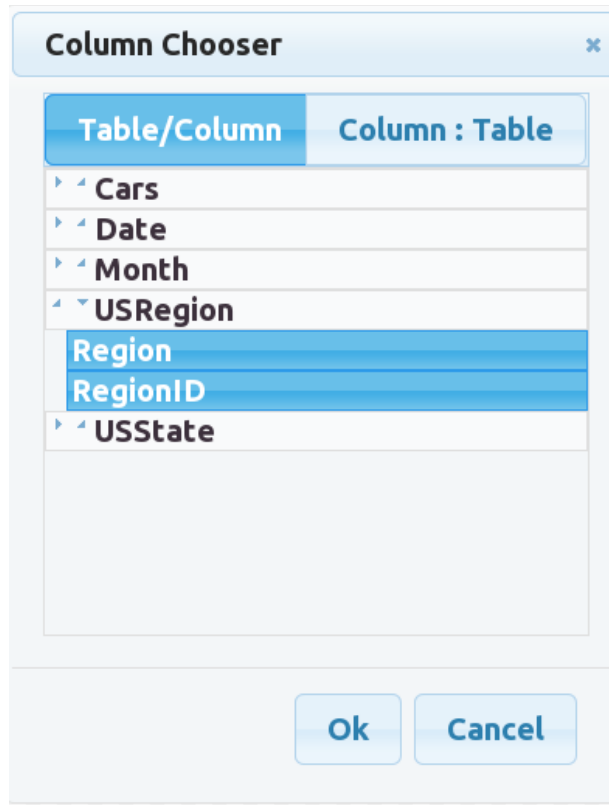 Column Chooser
Table/Column Column : Table
Cars
Date
Month
USRegion
Region
RegionID
USState
Ok Cancel